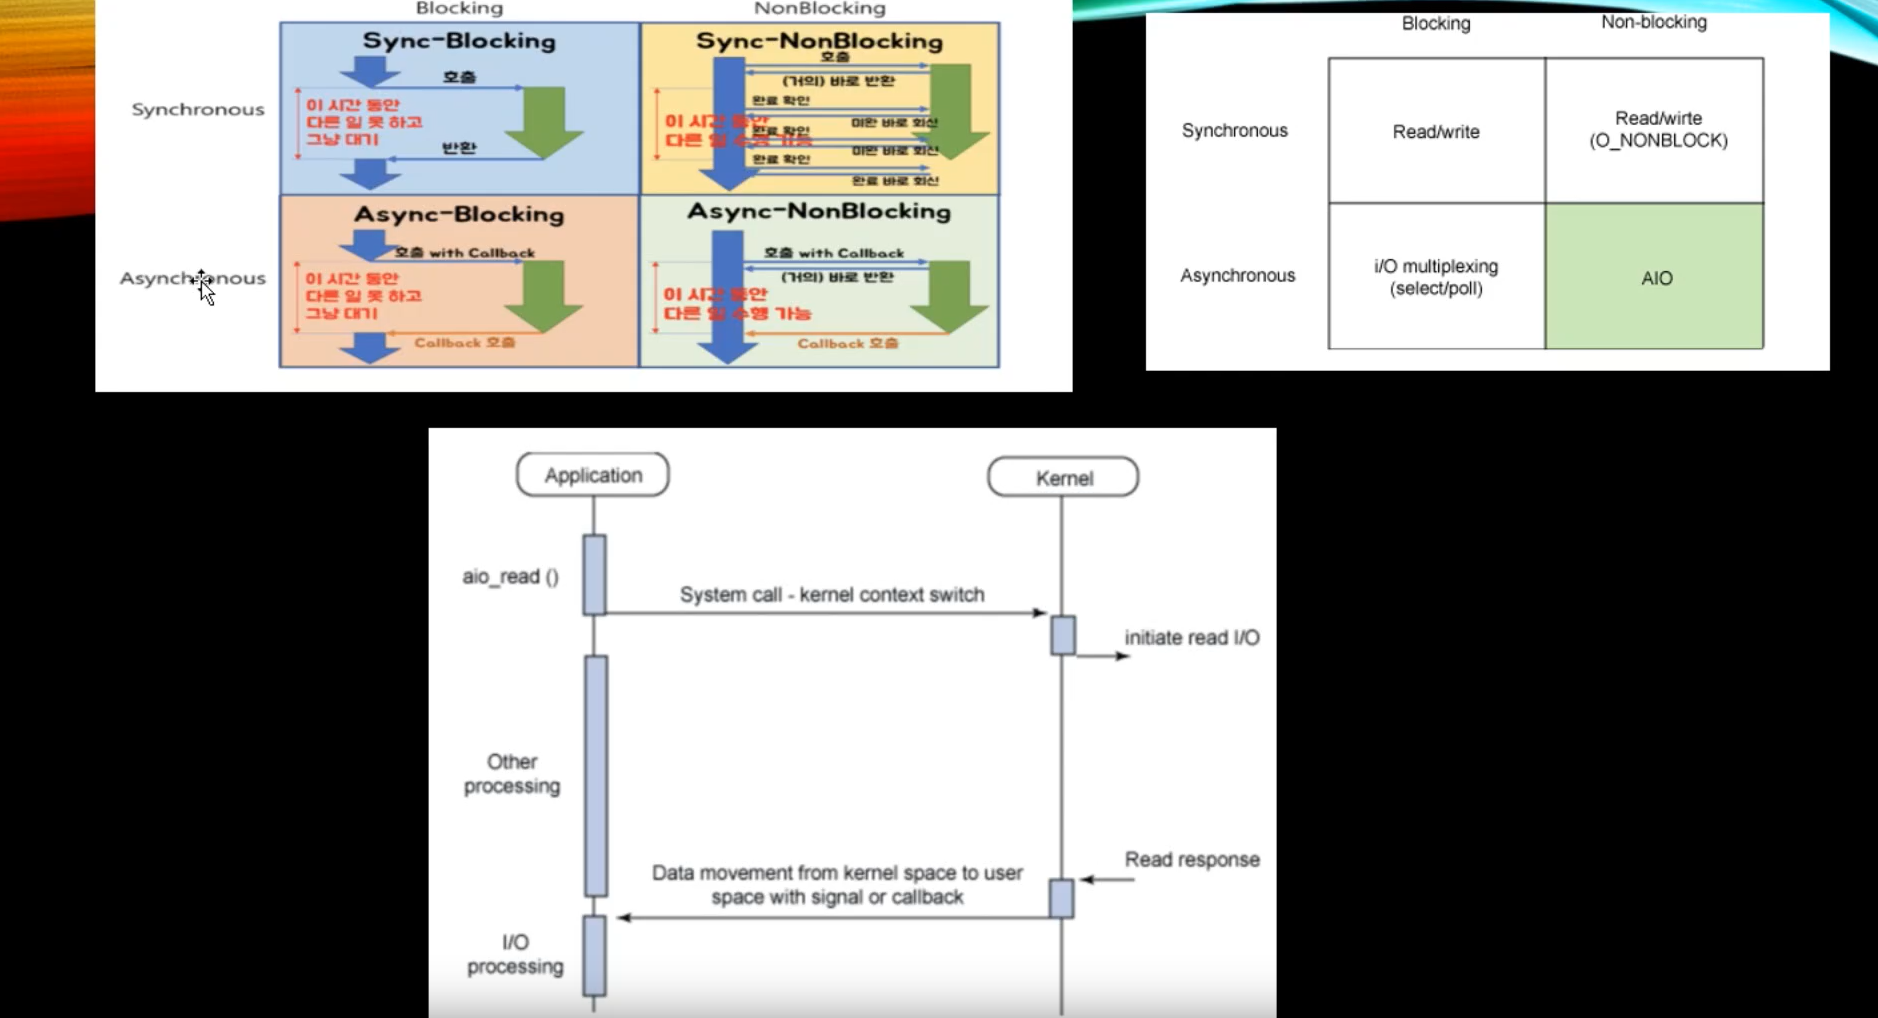 Blocking
NonBlocking
Synchronous
Asynchronous
Sync-Blocking
호출
이 시간 동안
다른 일 못 하고
그냥 대기
반환
Sync-NonBlocking
호출
(거의) 바로 반환
완료 확인
미완 바로 회신
이 시간 동안
다른 일 수행 가능
완료 확인
미완 바로 회신
완료 확인
완료 바로 회신
Async-Blocking
호출 with Callback
이 시간 동안
다른 일 못 하고
그냥 대기
Callback 호출
Async-NonBlocking
호출 with Callback
(거의) 바로 반환
이 시간 동안
다른 일 수행 가능
Callback 호출
Blocking
Non-blocking
Synchronous
Read/write
Read/wirte
(O_NONBLOCK)
Asynchronous
i/O multiplexing
(select/poll)
AIO
Application
Kernel
aio_read ()
System call - kernel context switch
initiate read I/O
Other
processing
Read response
Data movement from kernel space to user
space with signal or callback
I/O
processing